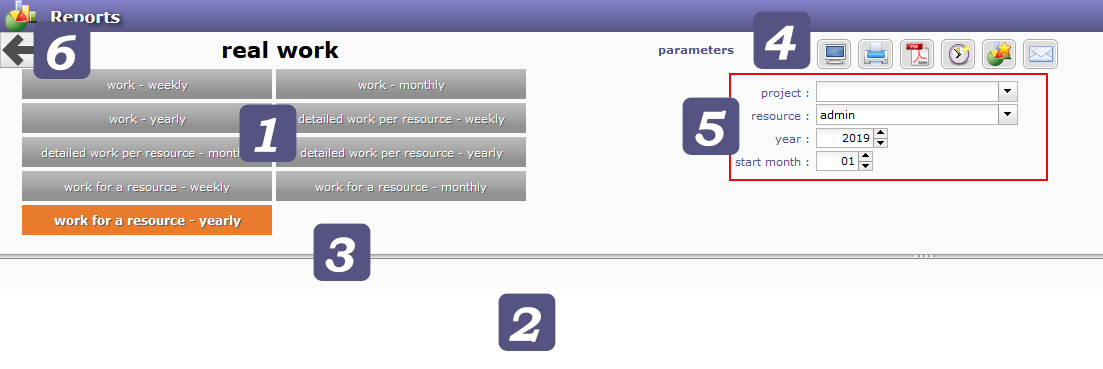 Reports
6
real work
parameters
4
work - weekly
work - monthly
project :
work - yearly
1
detailed work per resource - weekly
5
resource :
admin
year :
2019
detailed work per resource - month
detailed work per resource - yearly
start month :
01
work for a resource - weekly
work for a resource - monthly
work for a resource - yearly
3
2